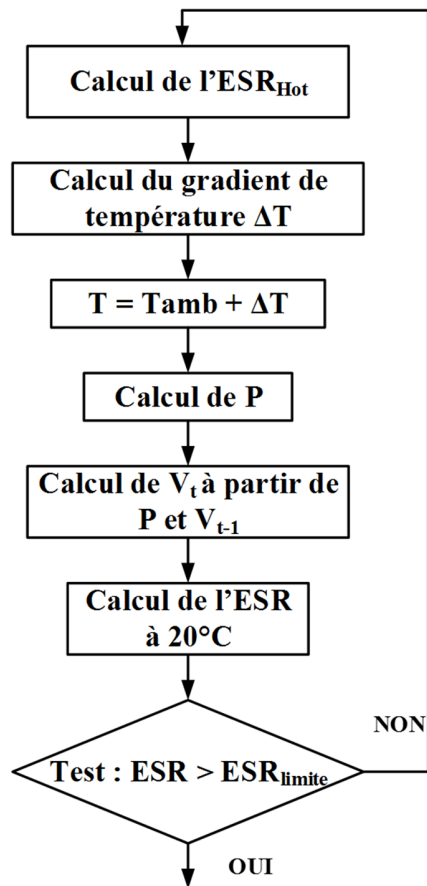 Calcul de l'ESRHot
Calcul du gradient de
température ΔT
T = Tamb + ΔT
Calcul de P
Calcul de Vt à partir de
P et Vt-1
Calcul de l'ESR
à 20°C
NON
Test : ESR > ESRlimite
OUI